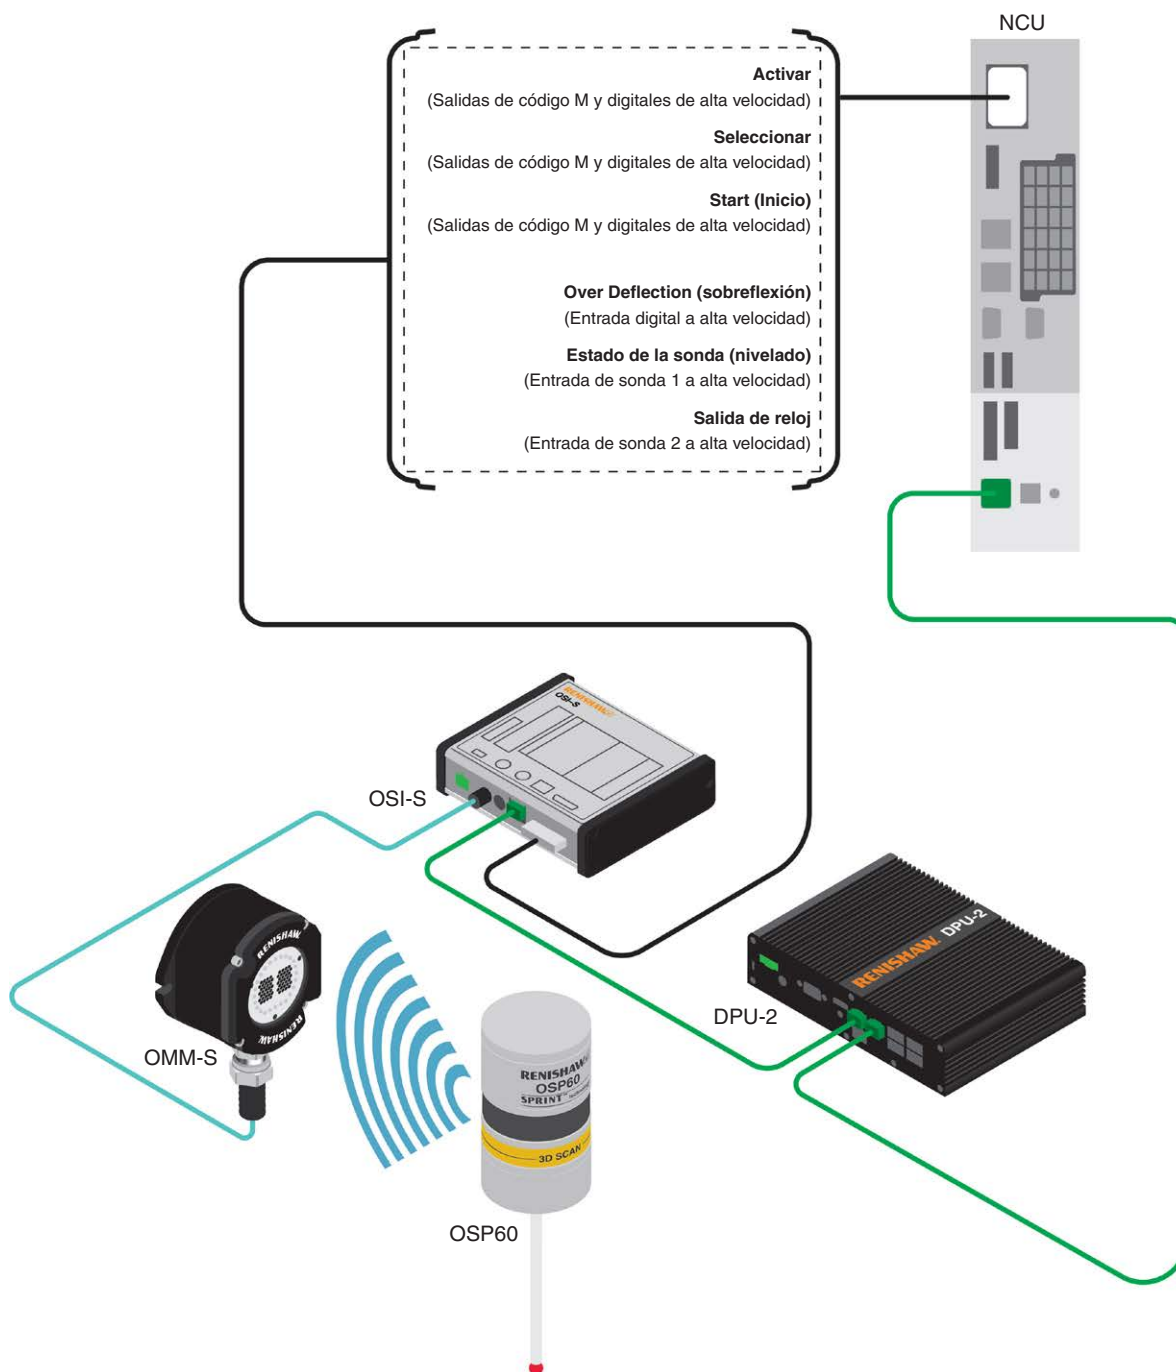 NCU
Activar
(Salidas de código M y digitales de alta velocidad)
Seleccionar
(Salidas de código M y digitales de alta velocidad)
Start (Inicio)
(Salidas de código M y digitales de alta velocidad)
Over Deflection (sobreflexión)
(Entrada digital a alta velocidad)
Estado de la sonda (nivelado)
(Entrada de sonda 1 a alta velocidad)
Salida de reloj
(Entrada de sonda 2 a alta velocidad)
RENISHAW
OSI-S
OSI-S
RENISHAW
RENISHAW
OMM-S
RENISHAW DPU-2
DPU-2
RENISHAW
OSP60
SPRINT™
3D SCAN
OSP60